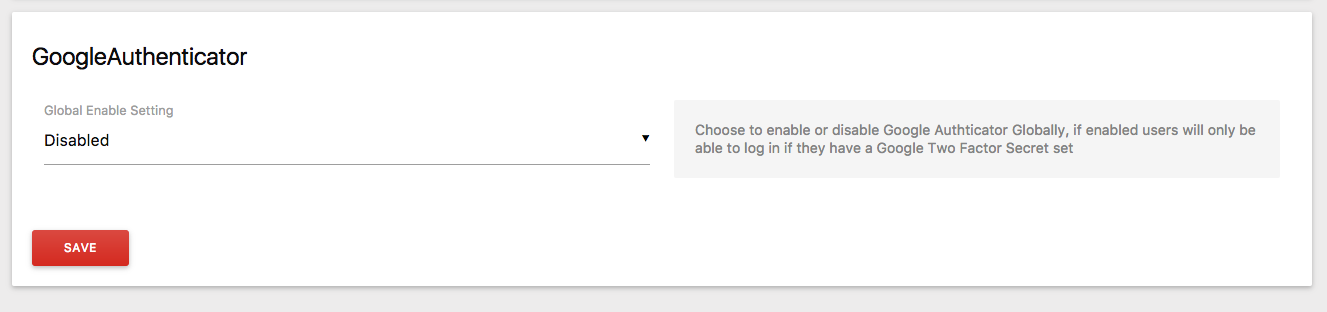 GoogleAuthenticator
Global Enable Setting
Disabled
Choose to enable or disable Google Authticator Globally, if enabled users will only be
able to log in if they have a Google Two Factor Secret set
SAVE